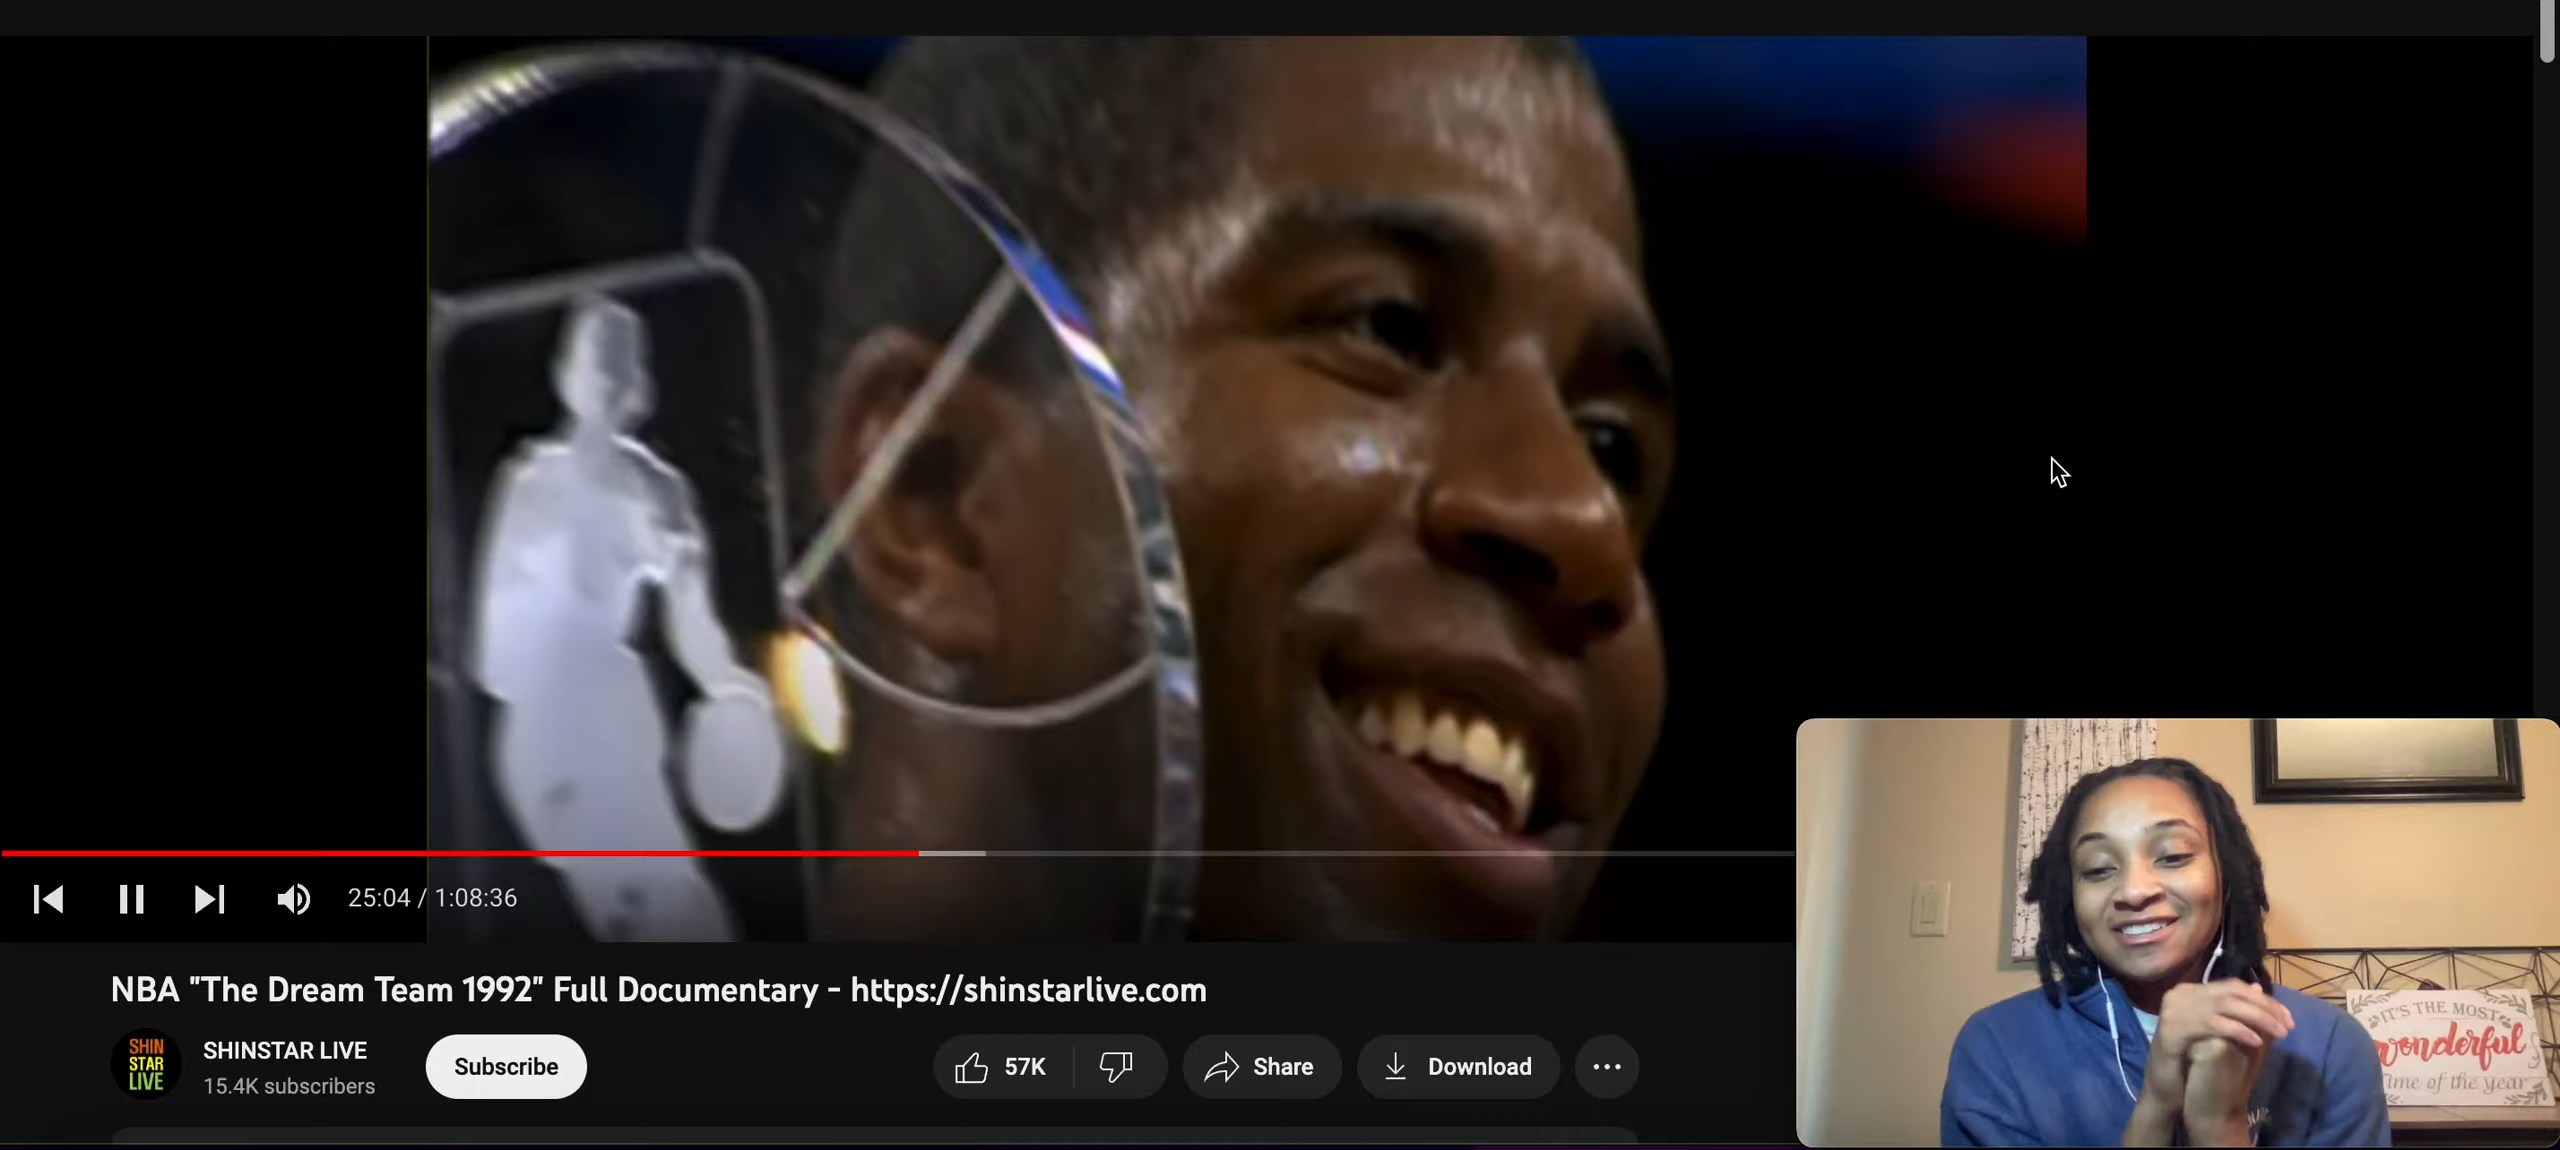 25:04 / 1:08:36
NBA "The Dream Team 1992" Full Documentary - https://shinstarlive.com
SHIN
STAR
LIVE
SHINSTAR LIVE
15.4K subscribers
Subscribe
57K
Share
Download
IT'S THE MOST
wonderful
time of the year